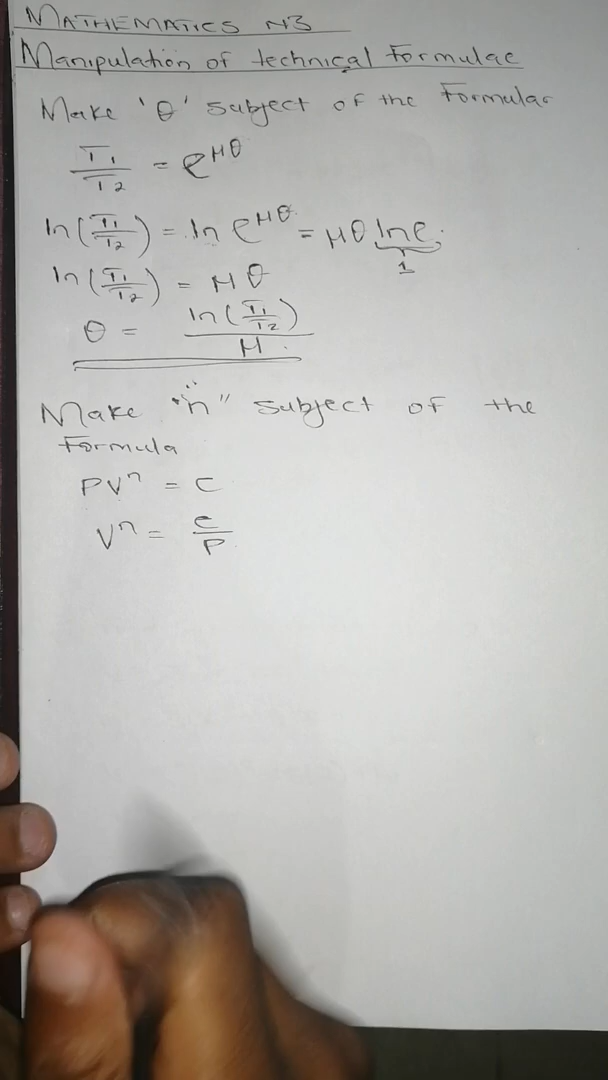 MATHEMATICS N3
Manipulation of technical Formulae
Make 'θ' subject of the Formular
T₁/T₂ = e^μθ
ln(T₁/T₂) = ln e^μθ = μθ ln e.
1
ln(T₁/T₂) = μθ
θ = ln(T₁/T₂)/μ
Make "n" subject of the
Formula
PVⁿ = C
Vⁿ = C/P